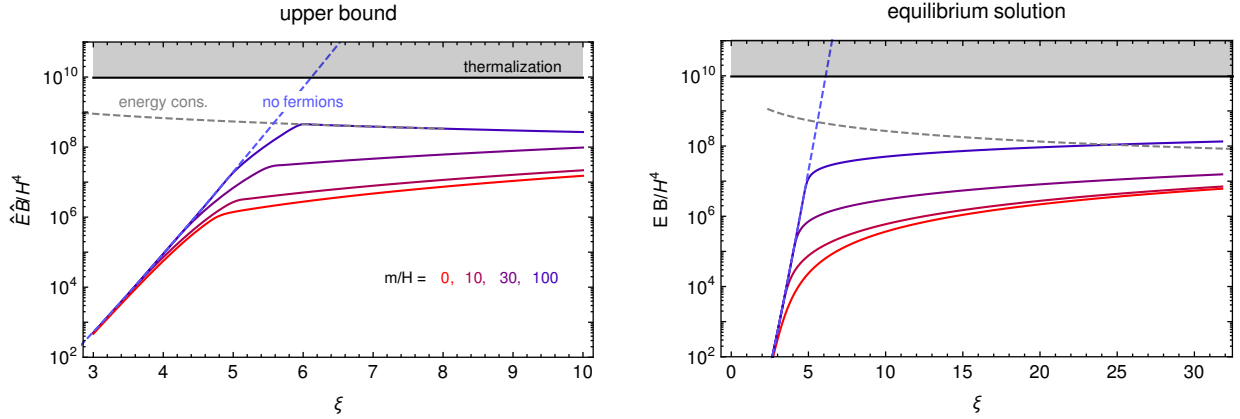 upper bound
10^10
10^8
10^6
10^4
10^2
ÊB̂/H^4
thermalization
energy cons.
no fermions
m/H = 0, 10, 30, 100
3 4 5 6 7 8 9 10
ξ
equilibrium solution
10^10
10^8
10^6
10^4
10^2
E B/H^4
0 5 10 15 20 25 30
ξ